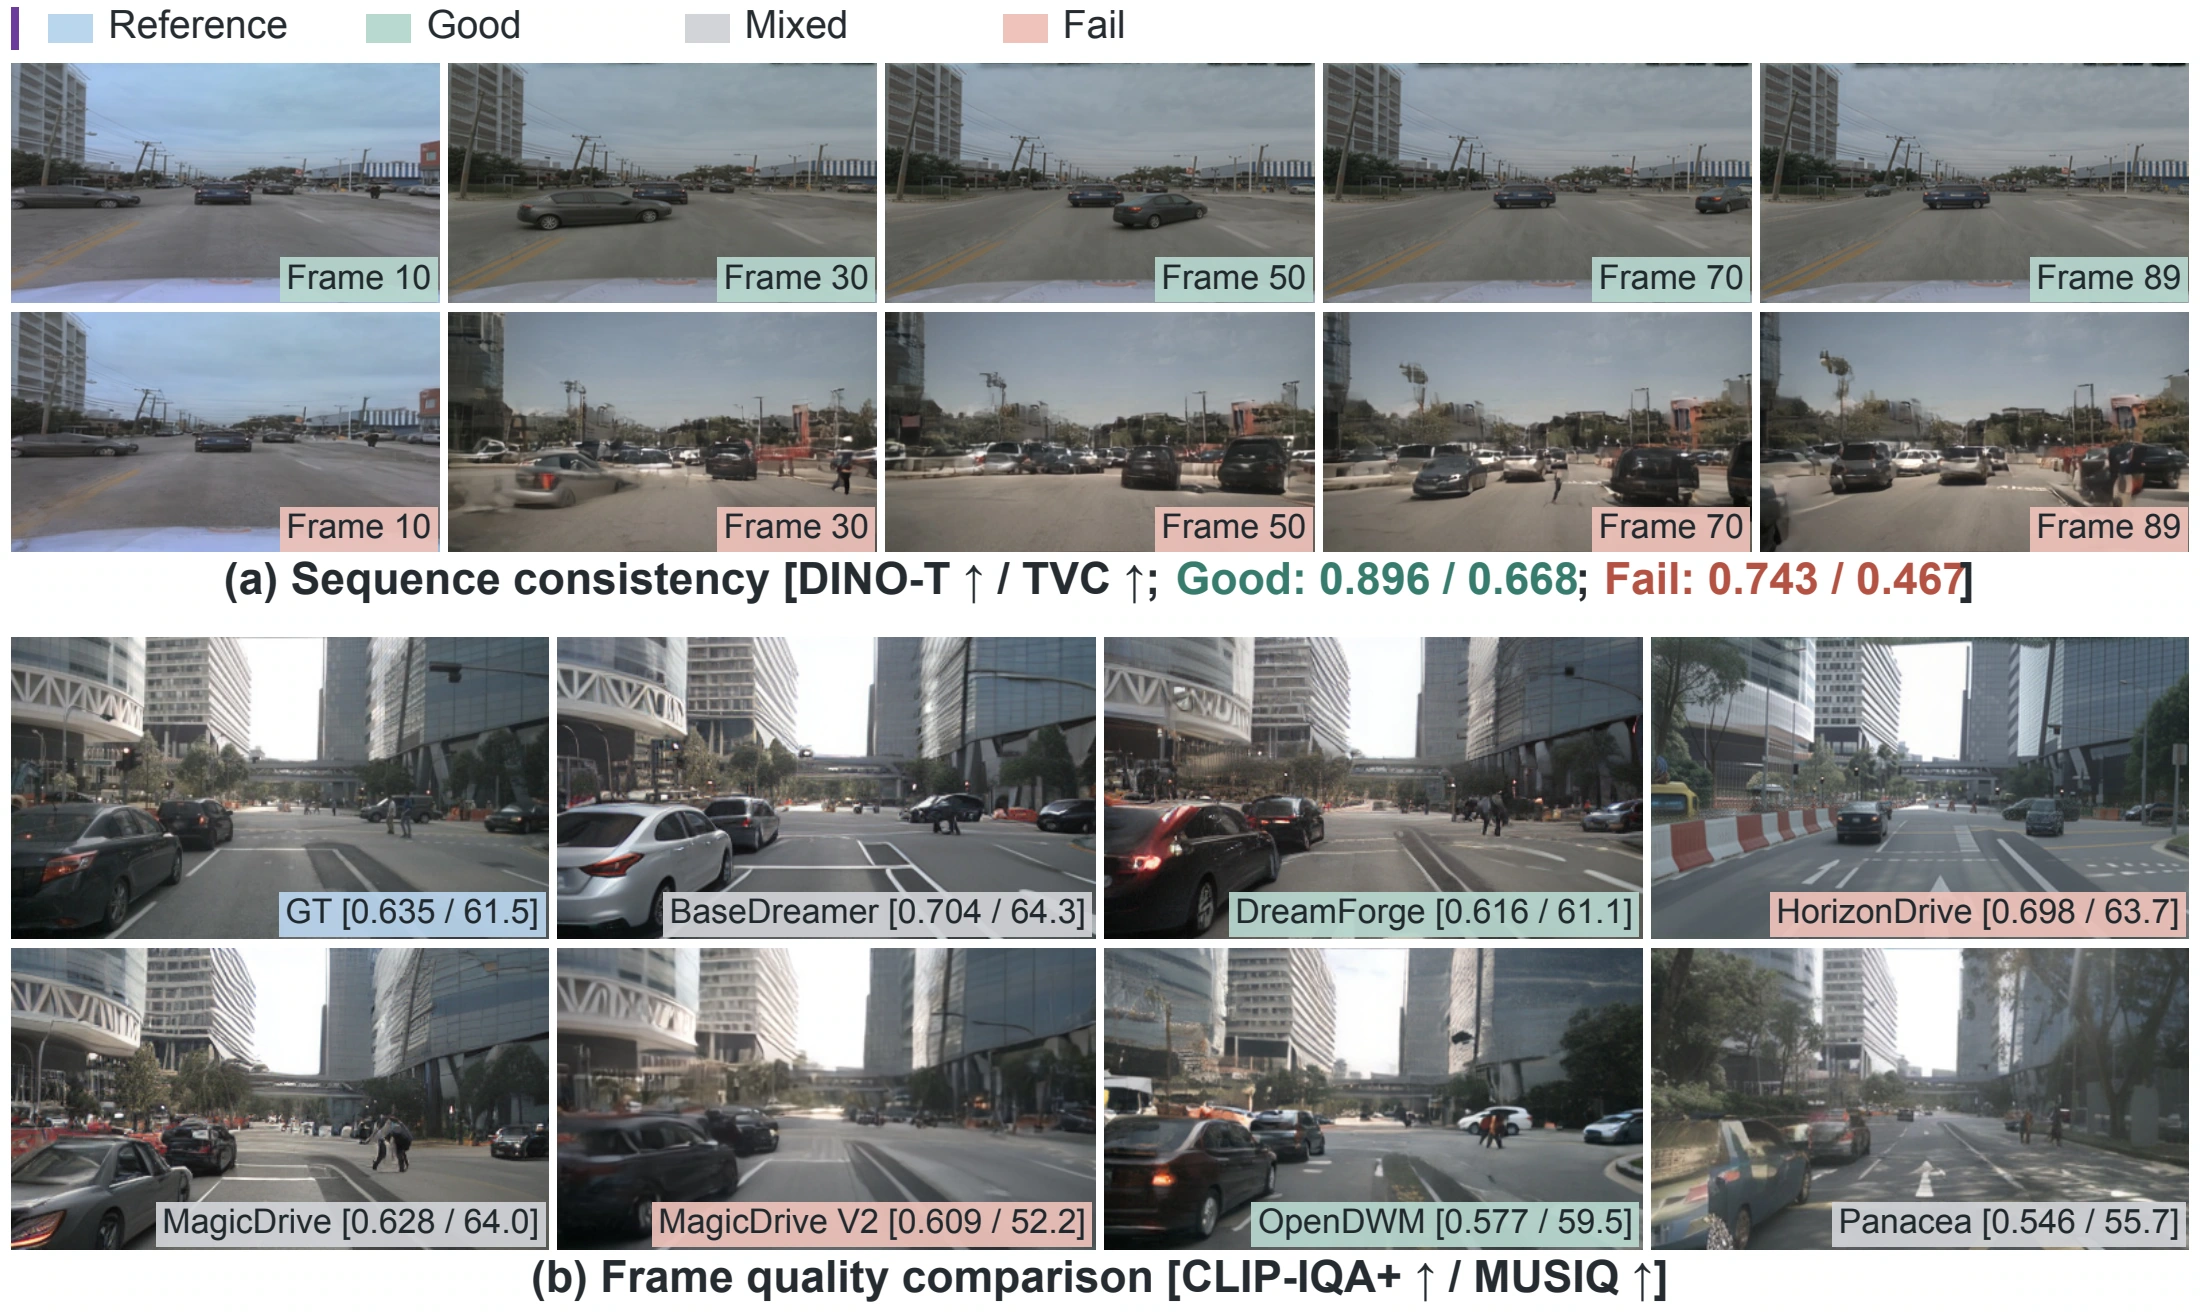 Reference Good Mixed Fail
Frame 10 Frame 30 Frame 50 Frame 70 Frame 89
Frame 10 Frame 30 Frame 50 Frame 70 Frame 89
(a) Sequence consistency [DINO-T ↑ / TVC ↑; Good: 0.896 / 0.668; Fail: 0.743 / 0.467]
GT [0.635 / 61.5] BaseDreamer [0.704 / 64.3] DreamForge [0.616 / 61.1] HorizonDrive [0.698 / 63.7]
MagicDrive [0.628 / 64.0] MagicDrive V2 [0.609 / 52.2] OpenDWM [0.577 / 59.5] Panacea [0.546 / 55.7]
(b) Frame quality comparison [CLIP-IQA+ ↑ / MUSIQ ↑]